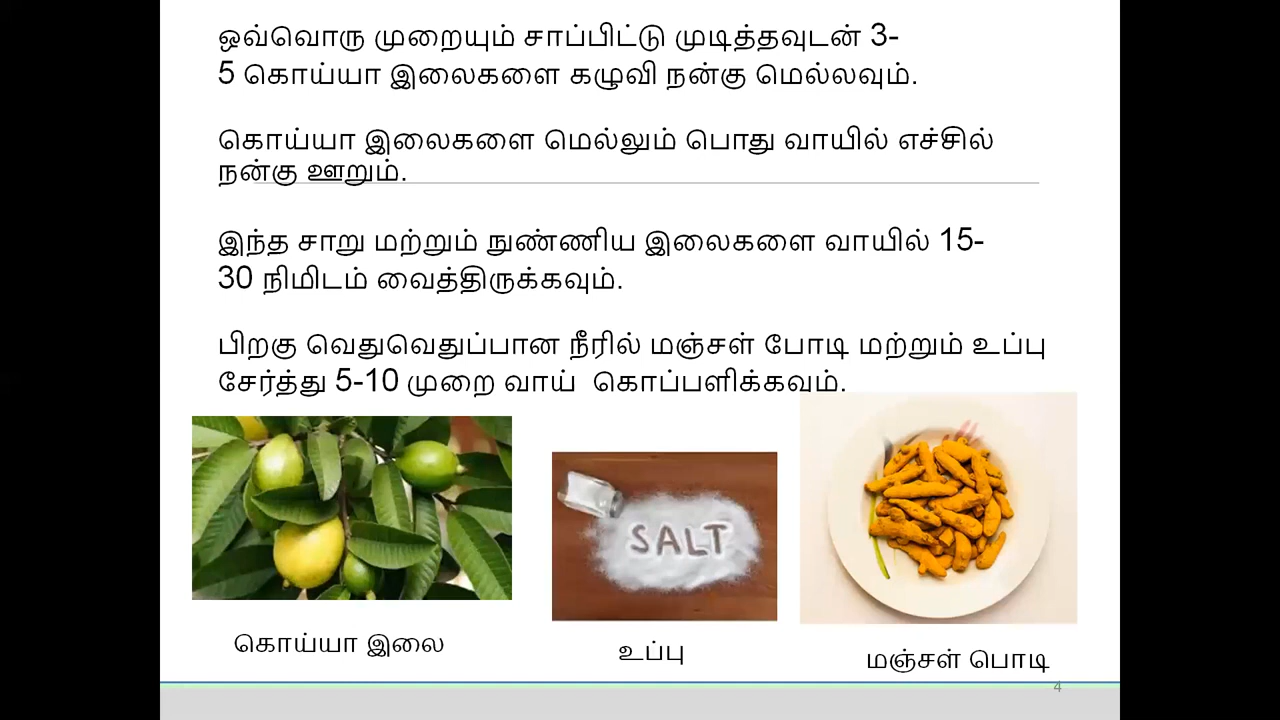 ஒவ்வொரு முறையும் சாப்பிட்டு முடித்தவுடன் 3-
5 கொய்யா இலைகளை கழுவி நன்கு மெல்லவும்.
கொய்யா இலைகளை மெல்லும் பொது வாயில் எச்சில்
நன்கு ஊறும்.
இந்த சாறு மற்றும் நுண்ணிய இலைகளை வாயில் 15-
30 நிமிடம் வைத்திருக்கவும்.
பிறகு வெதுவெதுப்பான நீரில் மஞ்சள் போடி மற்றும் உப்பு
சேர்த்து 5-10 முறை வாய்  கொப்பளிக்கவும்.
SALT
கொய்யா இலை
உப்பு
மஞ்சள் பொடி
4